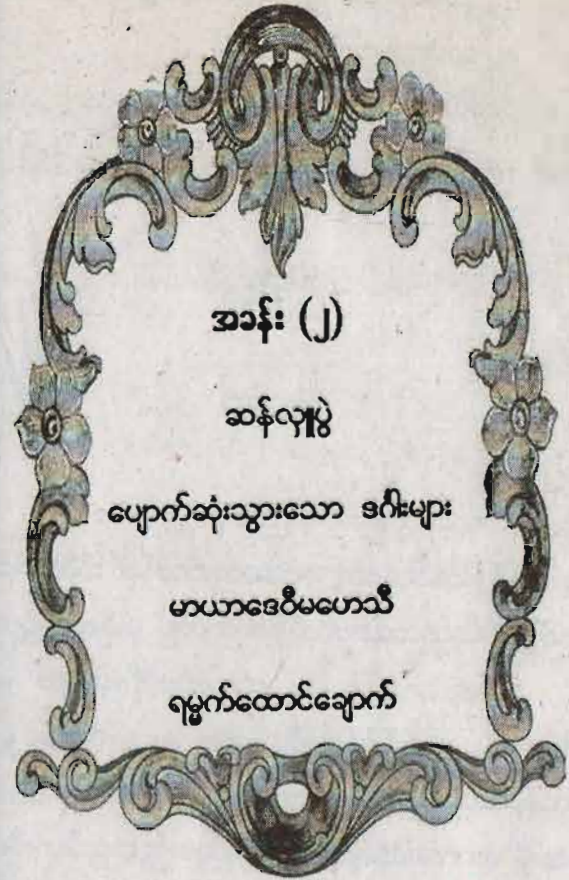 အခန်း (၂)
ဆန်လှူပွဲ
ပျောက်ဆုံးသွားသော ဒင်္ဂါးများ
မာယာဒေဝီမဟေသီ
ရမ္မက်ထောင်ချောက်